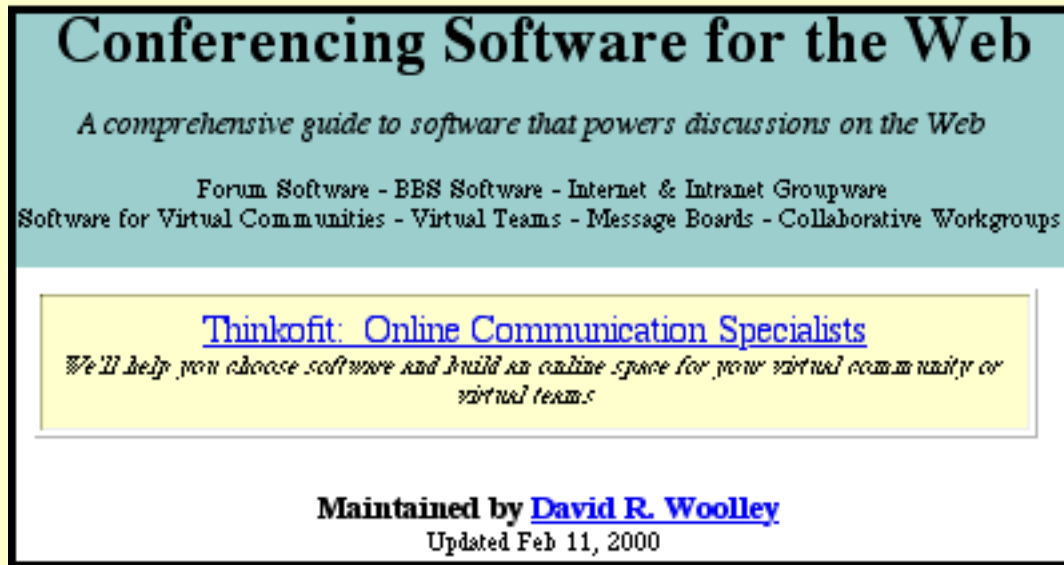 Conferencing Software for the Web
A comprehensive guide to software that powers discussions on the Web
Forum Software - BBS Software - Internet & Intranet Groupware
Software for Virtual Communities - Virtual Teams - Message Boards - Collaborative Workgroups
Thinkofit: Online Communication Specialists
We'll help you choose software and build an online space for your virtual community or
virtual teams
Maintained by David R. Woolley
Updated Feb 11, 2000